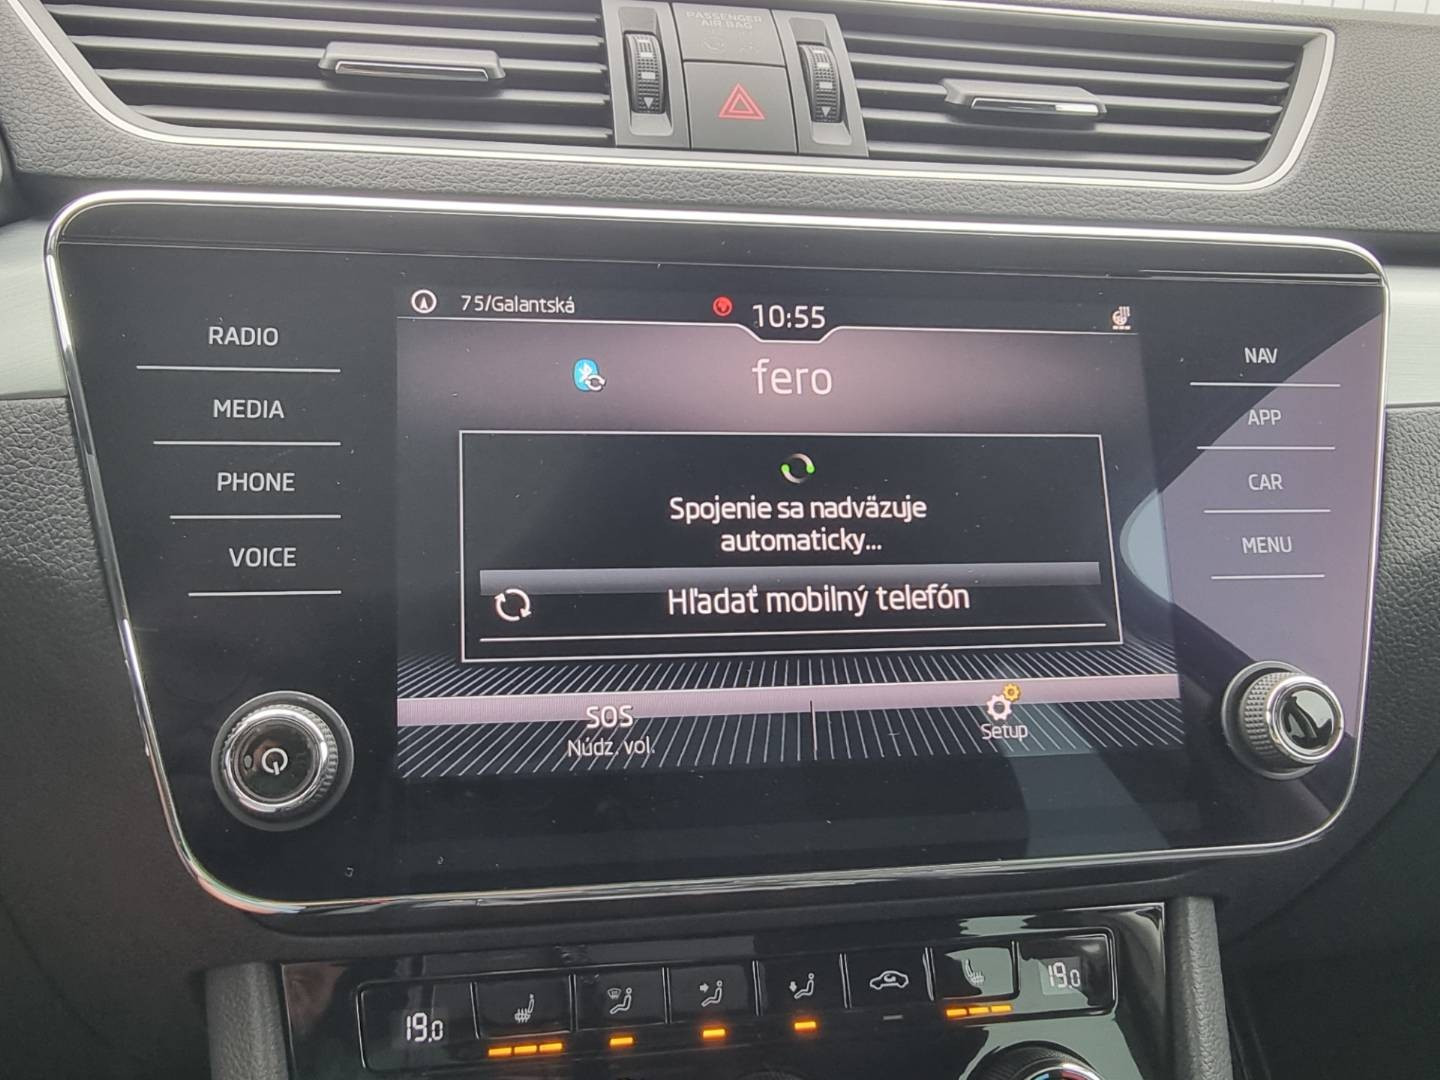 PASSENGER
AIR BAG
75/Galantská
10:55
RADIO
MEDIA
PHONE
VOICE
fero
Spojenie sa nadväzuje
automaticky...
Hľadať mobilný telefón
SOS
Núdz. vol.
Setup
NAV
APP
CAR
MENU
19.0
19.0